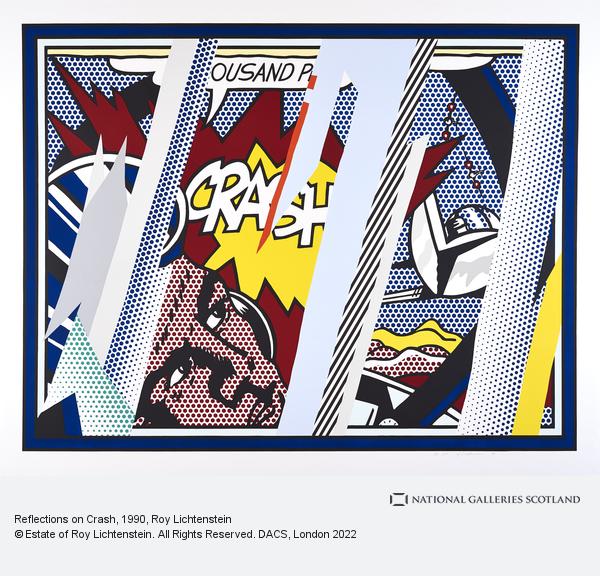 OUSAND P
CRASH
NATIONAL GALLERIES SCOTLAND
Reflections on Crash, 1990, Roy Lichtenstein
© Estate of Roy Lichtenstein. All Rights Reserved. DACS, London 2022